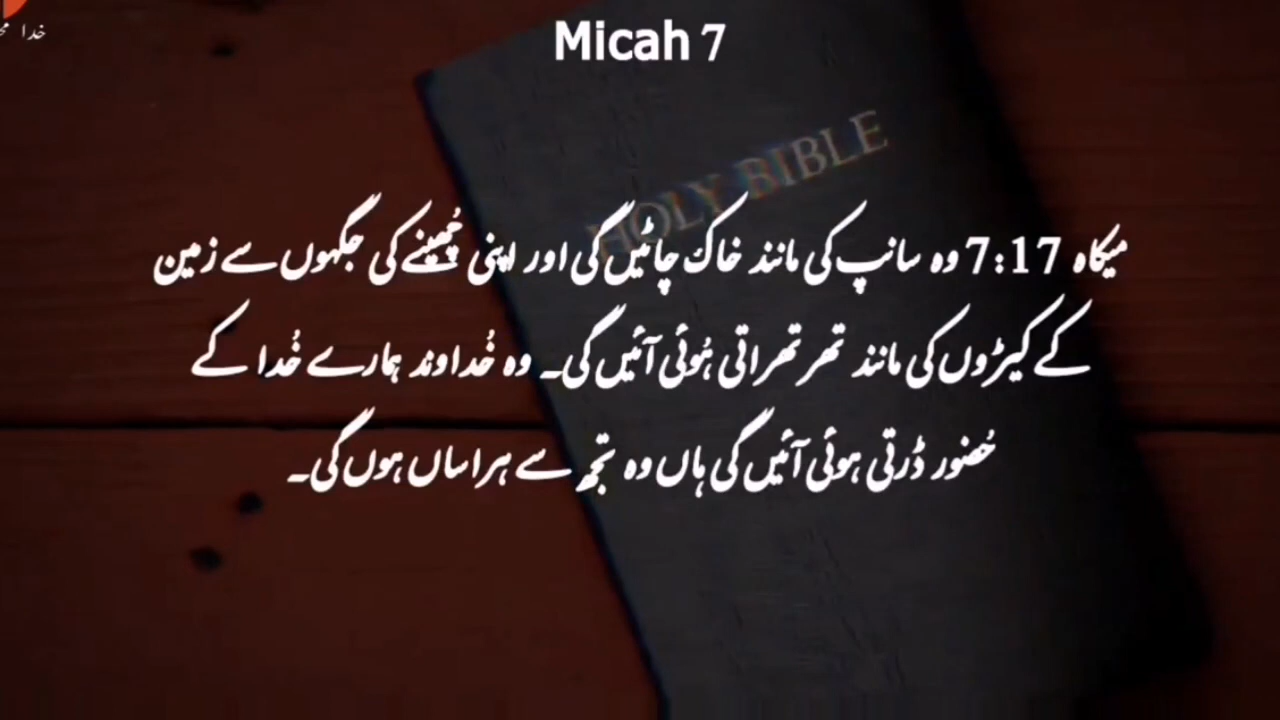 Micah 7
خدا
HOLY BIBLE
میکاہ 7:17 وہ سانپ کی مانند خاک چاٹیں گی اور اپنی چُھپنے کی جگہوں سے زمین
کے کیڑوں کی مانند تھرتھراتی ہُوئی آئیں گی۔ وہ خُداوند ہمارے خُدا کے
حُضور ڈرتی ہوئی آئیں گی ہاں وہ تجھ سے ہراساں ہوں گی۔